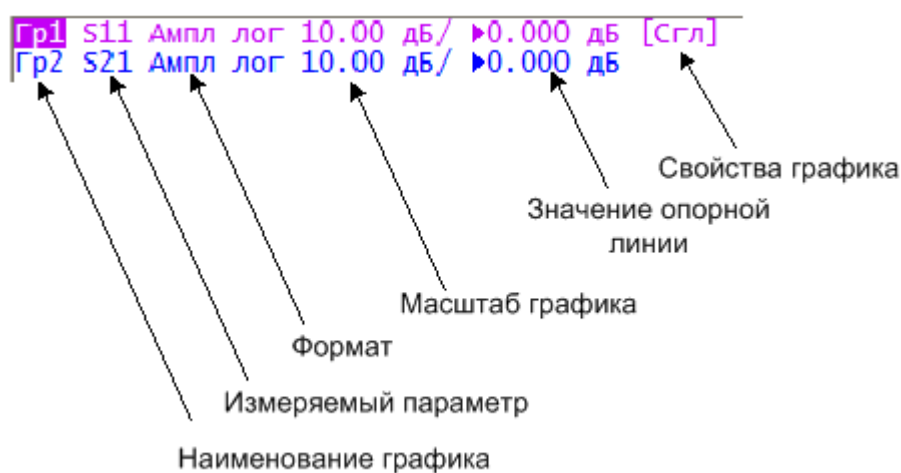 Гр1 S11 Ампл лог 10.00 дБ/ ▶0.000 дБ [Сгл]
Гр2 S21 Ампл лог 10.00 дБ/ ▶0.000 дБ
Свойства графика
Значение опорной
линии
Масштаб графика
Формат
Измеряемый параметр
Наименование графика